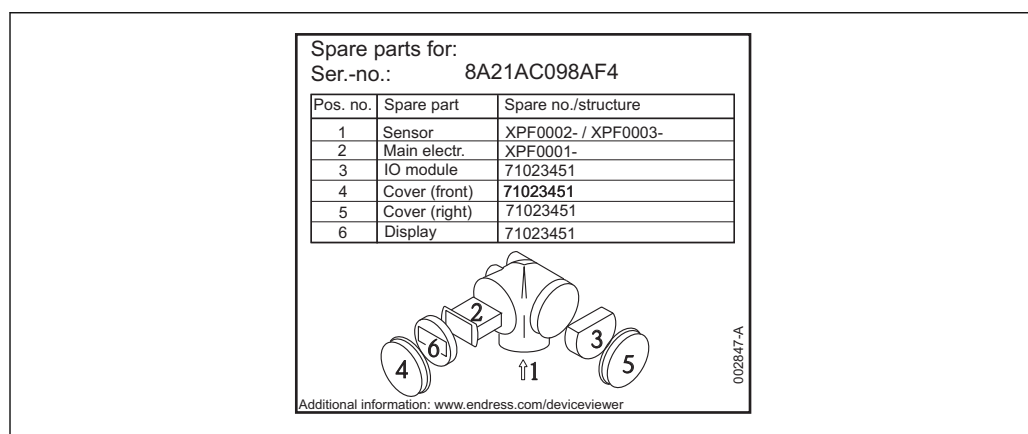 Spare parts for:
Ser.-no.: 8A21AC098AF4
Pos. no. Spare part Spare no./structure
1 Sensor XPF0002- / XPF0003-
2 Main electr. XPF0001-
3 IO module 71023451
4 Cover (front) 71023451
5 Cover (right) 71023451
6 Display 71023451
2
6
3
4
⇧1
5
002847-A
Additional information: www.endress.com/deviceviewer